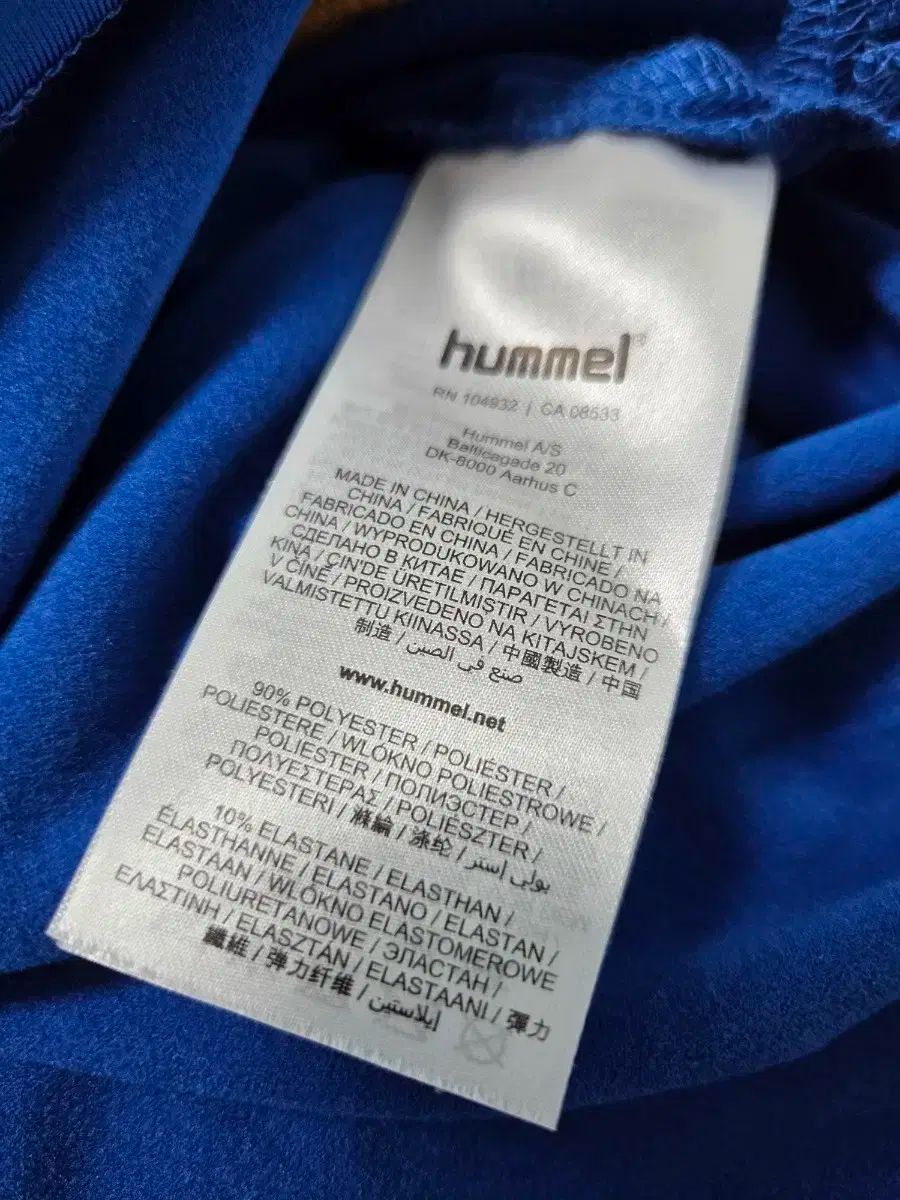 hummel®
RN 104932 | CA 08533
Hummel A/S
Balticagade 20
DK-8000 Aarhus C
MADE IN CHINA / HERGESTELLT IN
CHINA / FABRIQUÉ EN CHINE /
FABRICADO EN CHINA / FABRICADO NA
CHINA / WYPRODUKOWANO W CHINACH /
СДЕЛАНО В КИТАЕ / ΠΑΡΑΓΕΤΑΙ ΣΤΗΝ
KINA / ÇIN'DE ÜRETILMISTIR / VYROBENO
V ČÍNĚ / PROIZVEDENO NA KITAJSKEM /
VALMISTETTU KIINASSA / 中國製造 / 中国
制造 / صنع في الصين
www.hummel.net
90% POLYESTER / POLIÉSTER /
POLIESTERE / WLÓKNO POLIESTROWE /
POLIESTER / ПОЛИЭСТЕР /
ΠΟΛΥΕΣΤΕΡΑΣ / POLIÉSZTER /
POLYESTERI / 滌綸 / 涤纶 / بولي إستر
10% ELASTANE / ELASTHAN /
ÉLASTHANNE / ELASTANO / ELASTAN /
ELASTAAN / WLÓKNO ELASTOMEROWE
POLIURETANOWE / ЭЛАСТАН /
ΕΛΑΣΤΙΝΗ / ELASZTÁN / ELASTAANI / 彈力
纖維 / 弹力纤维 / إيلاستين